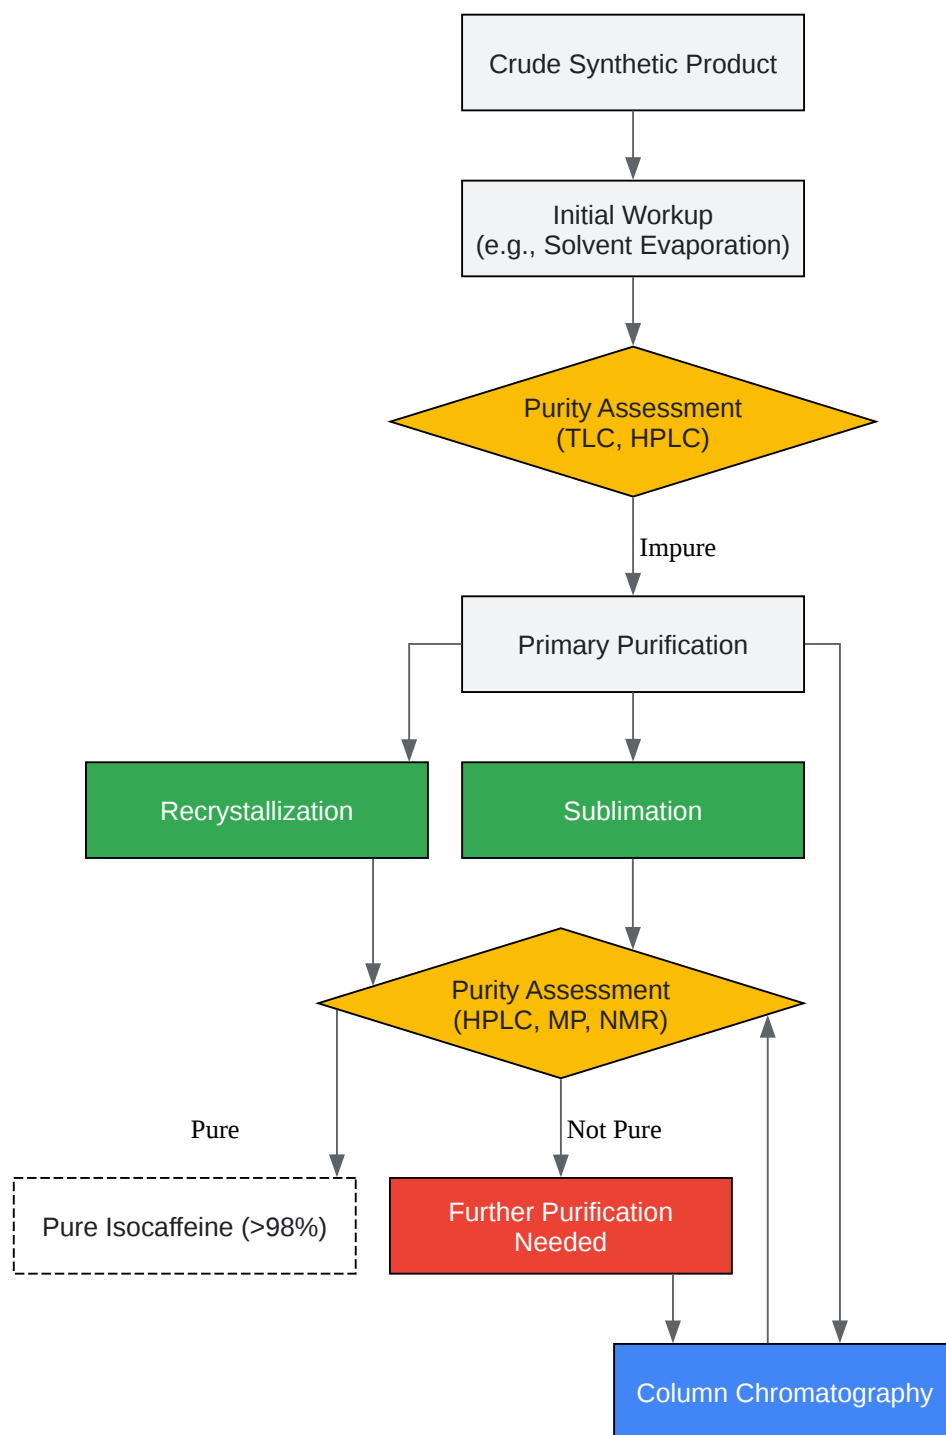 Crude Synthetic Product
Initial Workup
(e.g., Solvent Evaporation)
Purity Assessment
(TLC, HPLC)
Impure
Primary Purification
Recrystallization
Sublimation
Purity Assessment
(HPLC, MP, NMR)
Pure
Not Pure
Pure Isocaffeine (>98%)
Further Purification
Needed
Column Chromatography